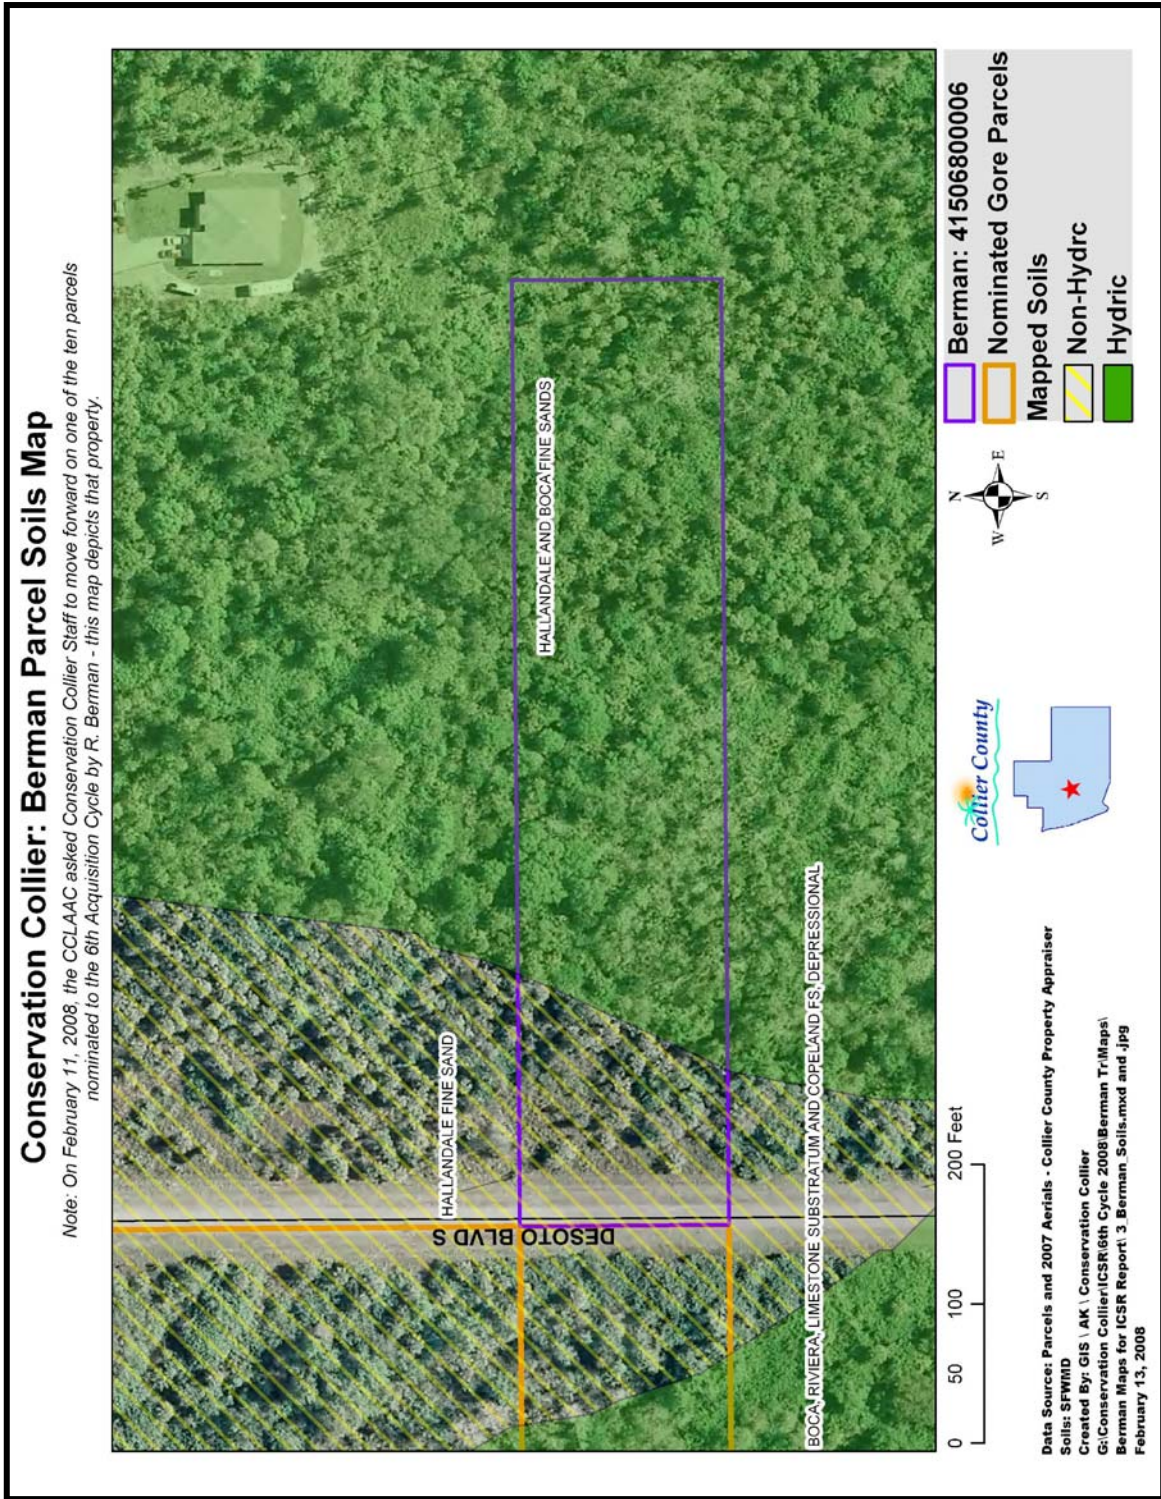 Conservation Collier: Berman Parcel Soils Map
Note: On February 11, 2008, the CCLAAC asked Conservation Collier Staff to move forward on one of the ten parcels
nominated to the 6th Acquisition Cycle by R. Berman - this map depicts that property.
HALLANDALE FINE SAND
HALLANDALE AND BOCA FINE SANDS
DESOTO BLVD S
BOCA, RIVIERA, LIMESTONE SUBSTRATUM AND COPELAND FS, DEPRESSIONAL
0 50 100 200 Feet
Data Source: Parcels and 2007 Aerials - Collier County Property Appraiser
Soils: SFWMD
Created By: GIS \ AK \ Conservation Collier
G:\Conservation Collier\ICSR\6th Cycle 2008\Berman Tr\Maps\
Berman Maps for ICSR Report\ 3_Berman_Soils.mxd and .jpg
February 13, 2008
Collier County
N
W E
S
Berman: 41506800006
Nominated Gore Parcels
Mapped Soils
Non-Hydrc
Hydric